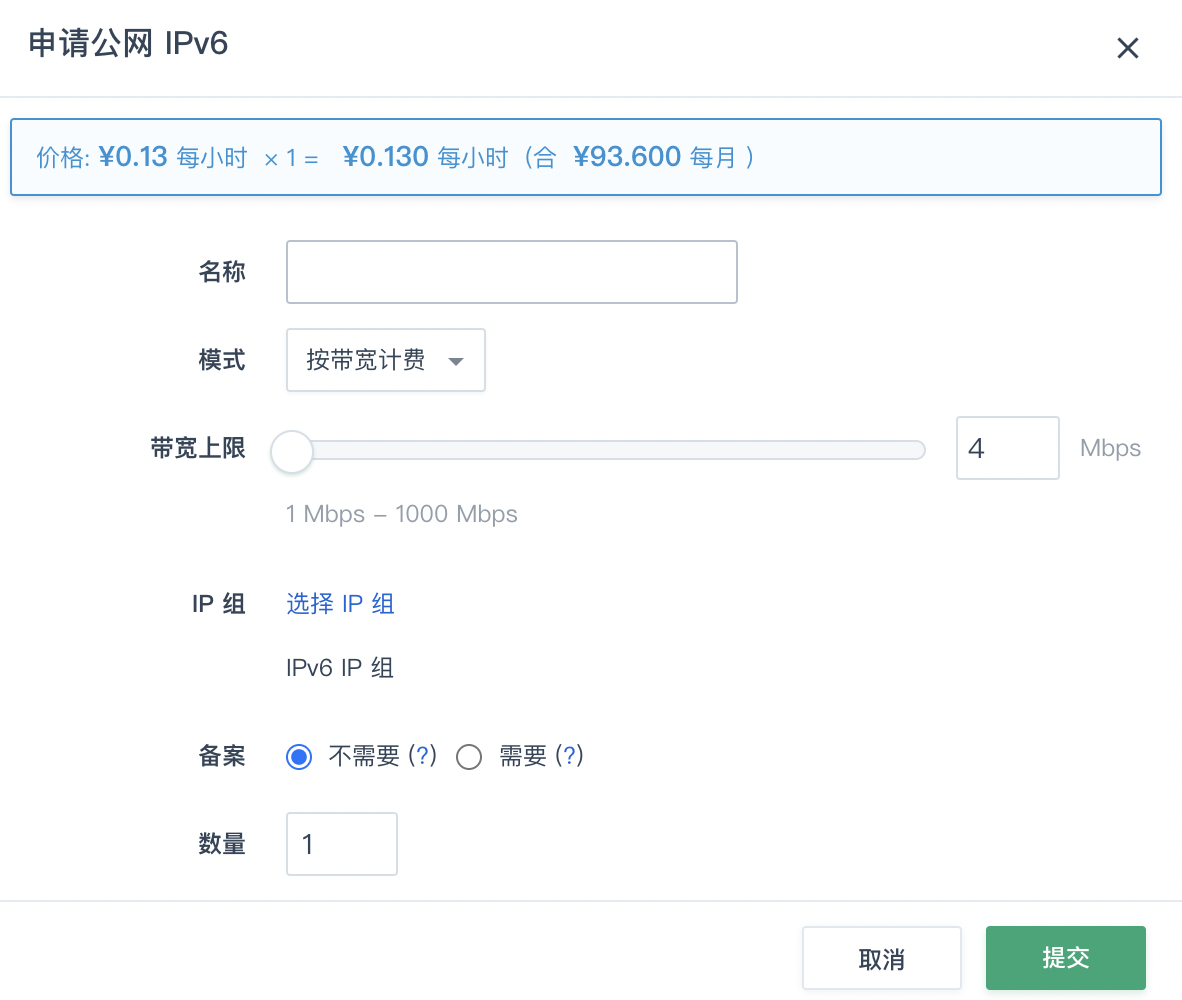 申请公网 IPv6
价格: ¥0.13 每小时 × 1 = ¥0.130 每小时（合 ¥93.600 每月）
名称
模式 按带宽计费
带宽上限 4 Mbps
1 Mbps – 1000 Mbps
IP 组 选择 IP 组
IPv6 IP 组
备案 不需要 (?) 需要 (?)
数量 1
取消 提交